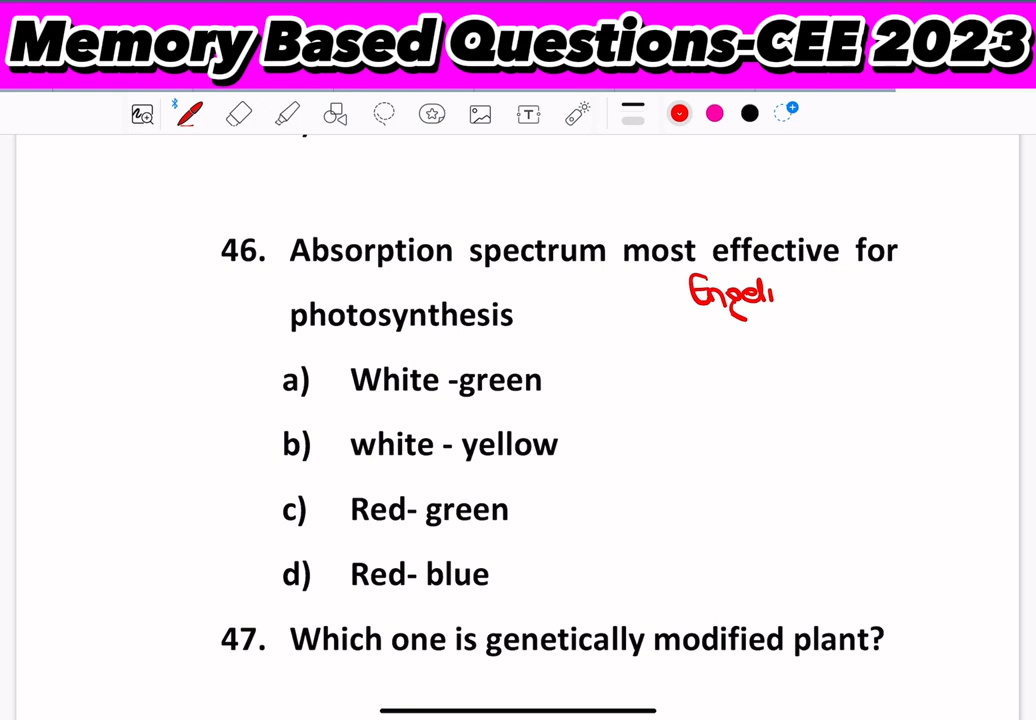 Memory Based Questions-CEE 2023
46. Absorption spectrum most effective for
Engel
photosynthesis
a) White -green
b) white - yellow
c) Red- green
d) Red- blue
47. Which one is genetically modified plant?